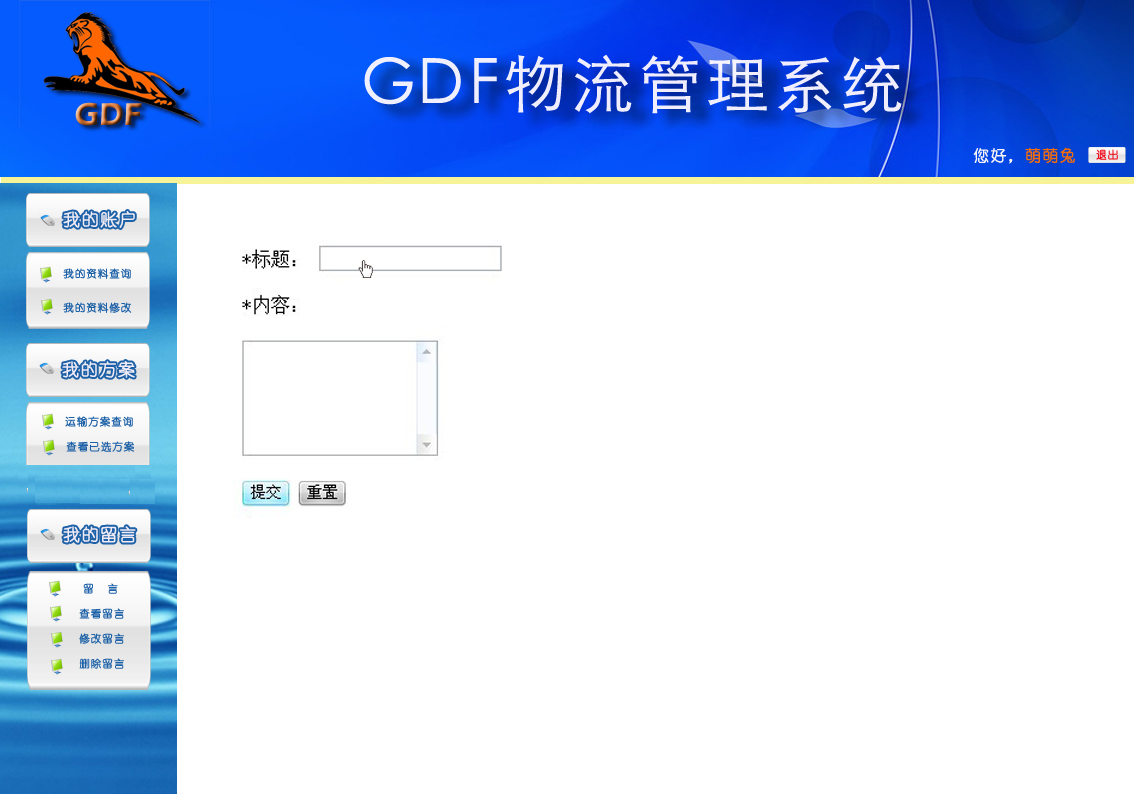 GDF
GDF物流管理系统
您好，萌萌兔 退出
我的账户
我的资料查询
我的资料修改
我的方案
运输方案查询
查看已选方案
我的留言
留 言
查看留言
修改留言
删除留言
*标题：
*内容：
提交 重置